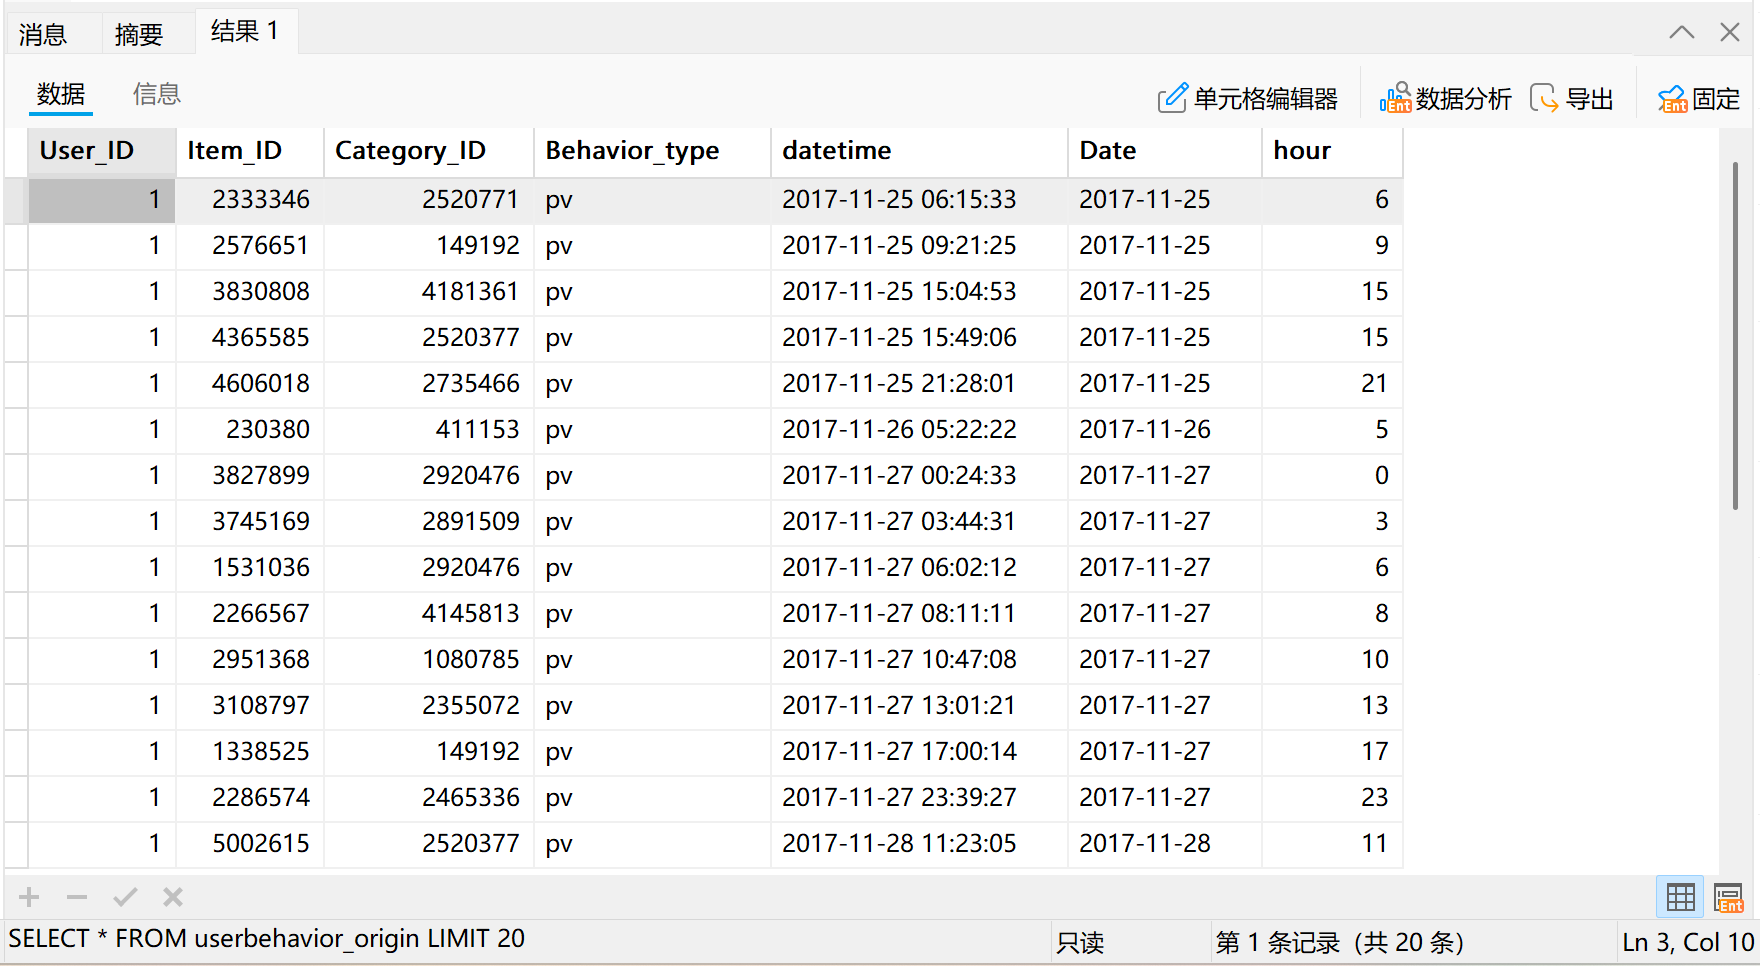 消息 摘要 结果 1
数据 信息 单元格编辑器 Ent 数据分析 导出 Ent 固定
User_ID Item_ID Category_ID Behavior_type datetime Date hour
1 2333346 2520771 pv 2017-11-25 06:15:33 2017-11-25 6
1 2576651 149192 pv 2017-11-25 09:21:25 2017-11-25 9
1 3830808 4181361 pv 2017-11-25 15:04:53 2017-11-25 15
1 4365585 2520377 pv 2017-11-25 15:49:06 2017-11-25 15
1 4606018 2735466 pv 2017-11-25 21:28:01 2017-11-25 21
1 230380 411153 pv 2017-11-26 05:22:22 2017-11-26 5
1 3827899 2920476 pv 2017-11-27 00:24:33 2017-11-27 0
1 3745169 2891509 pv 2017-11-27 03:44:31 2017-11-27 3
1 1531036 2920476 pv 2017-11-27 06:02:12 2017-11-27 6
1 2266567 4145813 pv 2017-11-27 08:11:11 2017-11-27 8
1 2951368 1080785 pv 2017-11-27 10:47:08 2017-11-27 10
1 3108797 2355072 pv 2017-11-27 13:01:21 2017-11-27 13
1 1338525 149192 pv 2017-11-27 17:00:14 2017-11-27 17
1 2286574 2465336 pv 2017-11-27 23:39:27 2017-11-27 23
1 5002615 2520377 pv 2017-11-28 11:23:05 2017-11-28 11
Ent
SELECT * FROM userbehavior_origin LIMIT 20 只读 第 1 条记录（共 20 条） Ln 3, Col 10